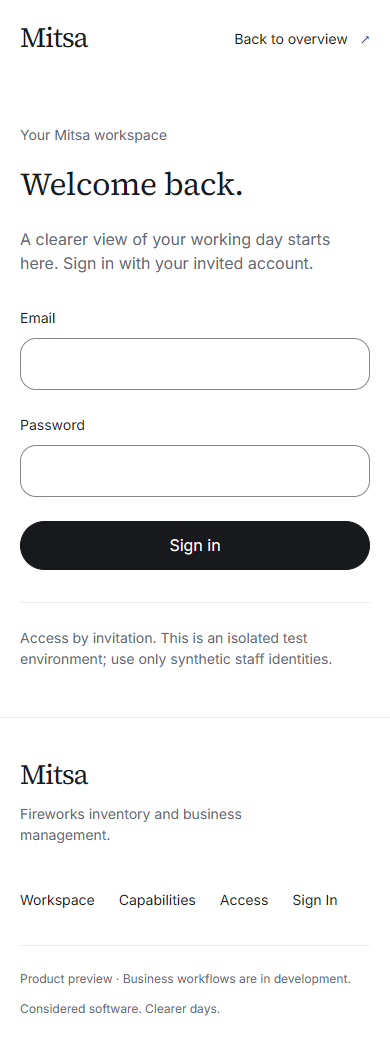 Mitsa
Back to overview ↗
Your Mitsa workspace
Welcome back.
A clearer view of your working day starts
here. Sign in with your invited account.
Email
Password
Sign in
Access by invitation. This is an isolated test
environment; use only synthetic staff identities.
Mitsa
Fireworks inventory and business
management.
Workspace Capabilities Access Sign In
Product preview · Business workflows are in development.
Considered software. Clearer days.